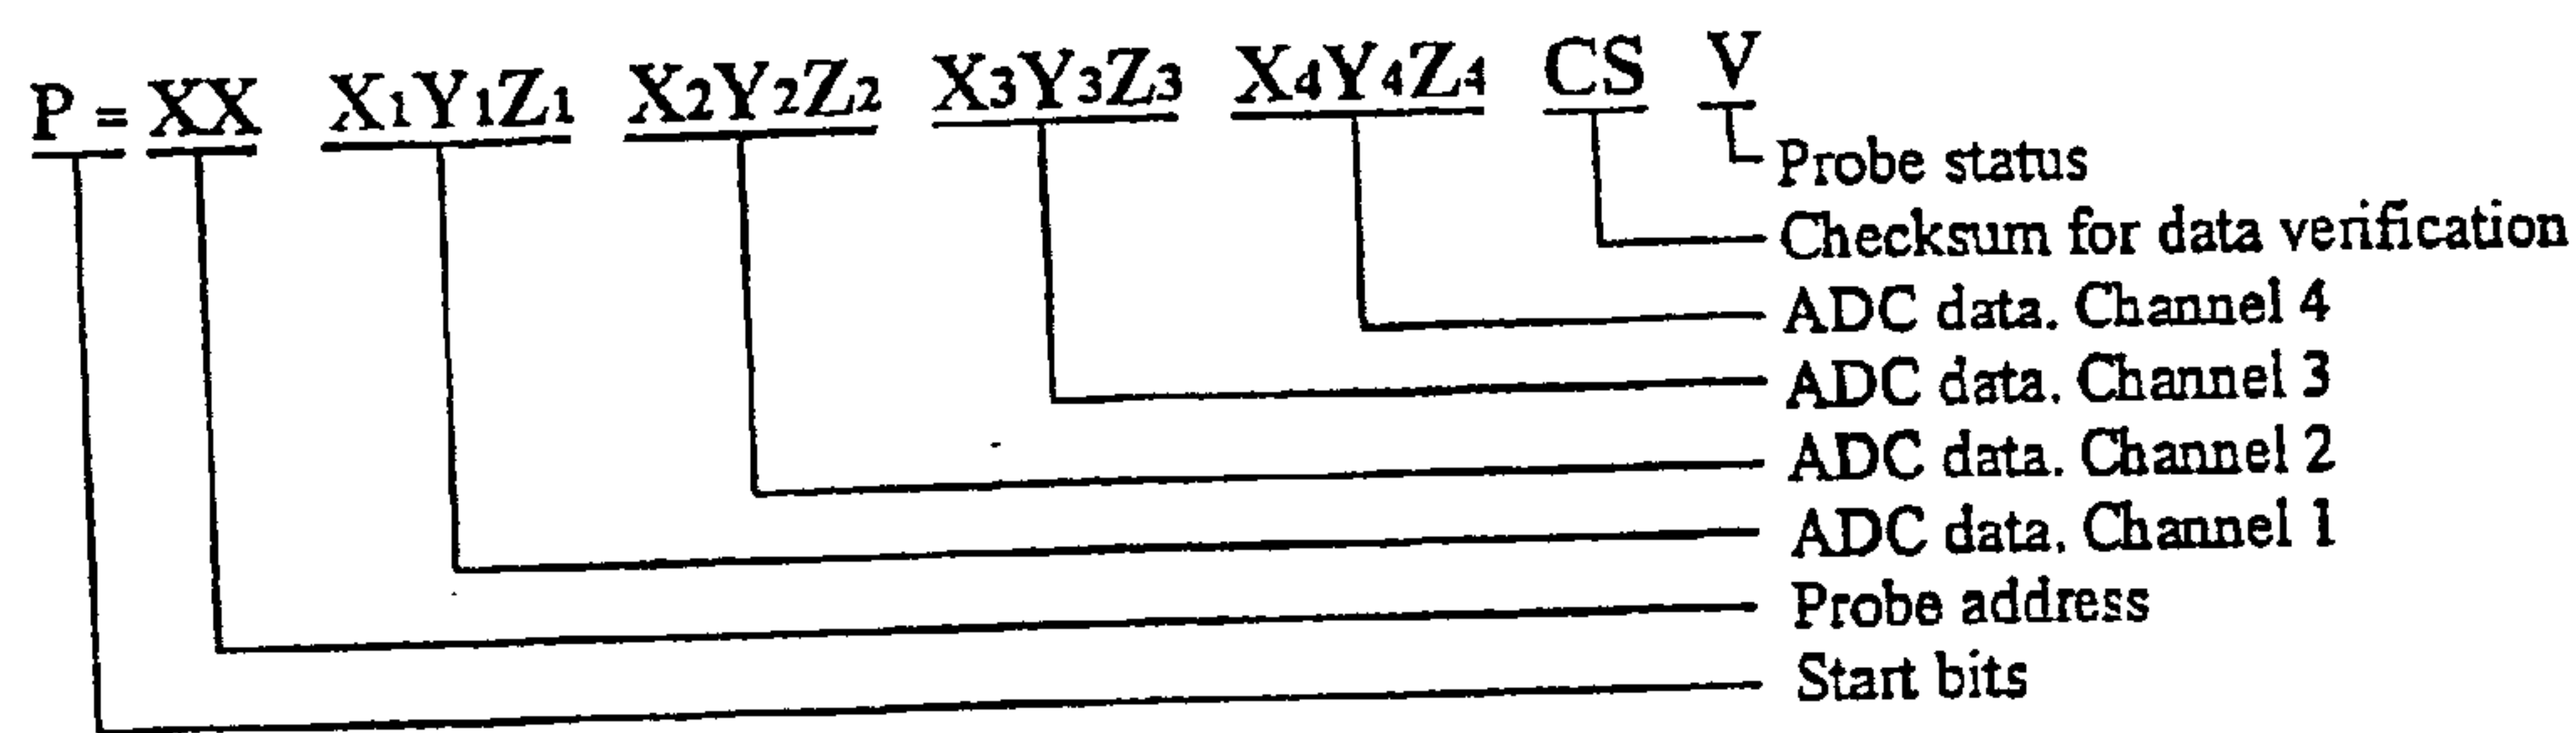 P = XX X1Y1Z1 X2Y2Z2 X3Y3Z3 X4Y4Z4 CS V
Probe status
Checksum for data verification
ADC data. Channel 4
ADC data. Channel 3
ADC data. Channel 2
ADC data. Channel 1
Probe address
Start bits